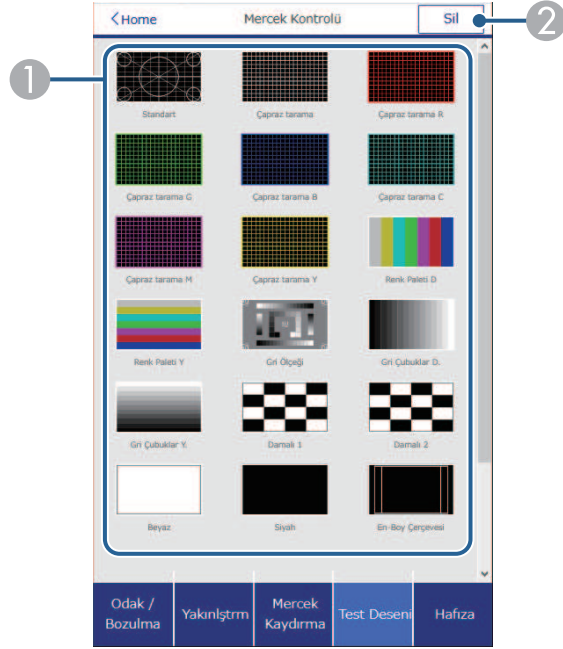 Home
Mercek Kontrolü
Sil
2
1
Standart
Çapraz tarama
Çapraz tarama R
Çapraz tarama G
Çapraz tarama B
Çapraz tarama C
Çapraz tarama M
Çapraz tarama Y
Renk Paleti D
Renk Paleti Y
Gri Ölçeği
Gri Çubuklar D.
Gri Çubuklar Y.
Damalı 1
Damalı 2
Beyaz
Siyah
En-Boy Çerçevesi
Odak /
Bozulma
Yakınlştrm
Mercek
Kaydırma
Test Deseni
Hafıza